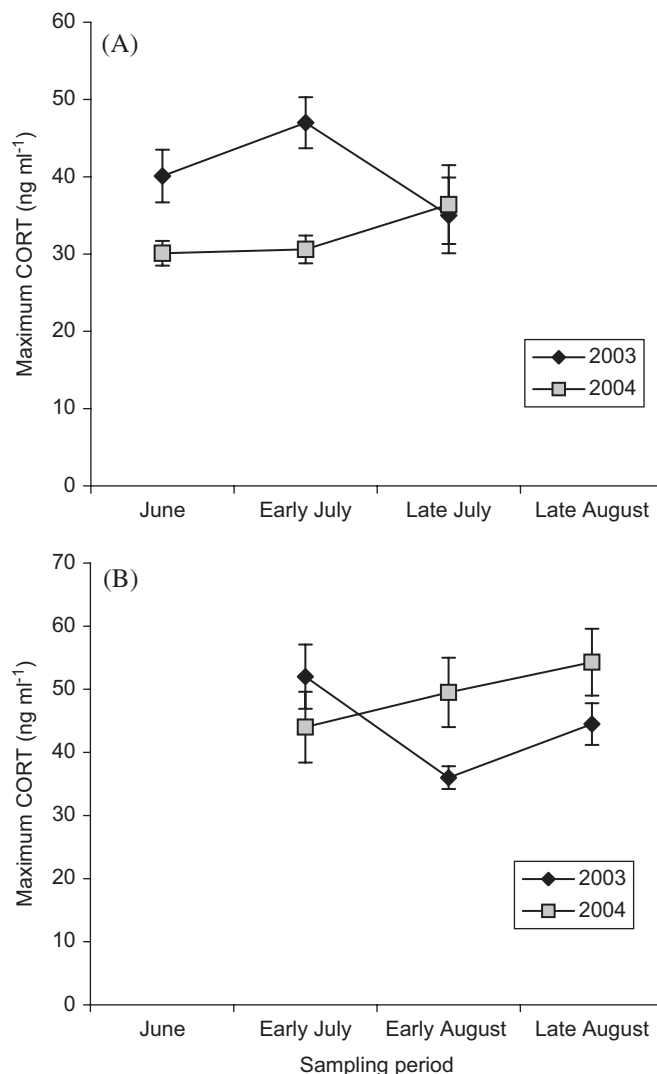 (A)
60
50
40
30
20
10
0
Maximum CORT (ng ml⁻¹)
2003
2004
June Early July Late July Late August
(B)
70
60
50
40
30
20
10
0
Maximum CORT (ng ml⁻¹)
2003
2004
June Early July Early August Late August
Sampling period